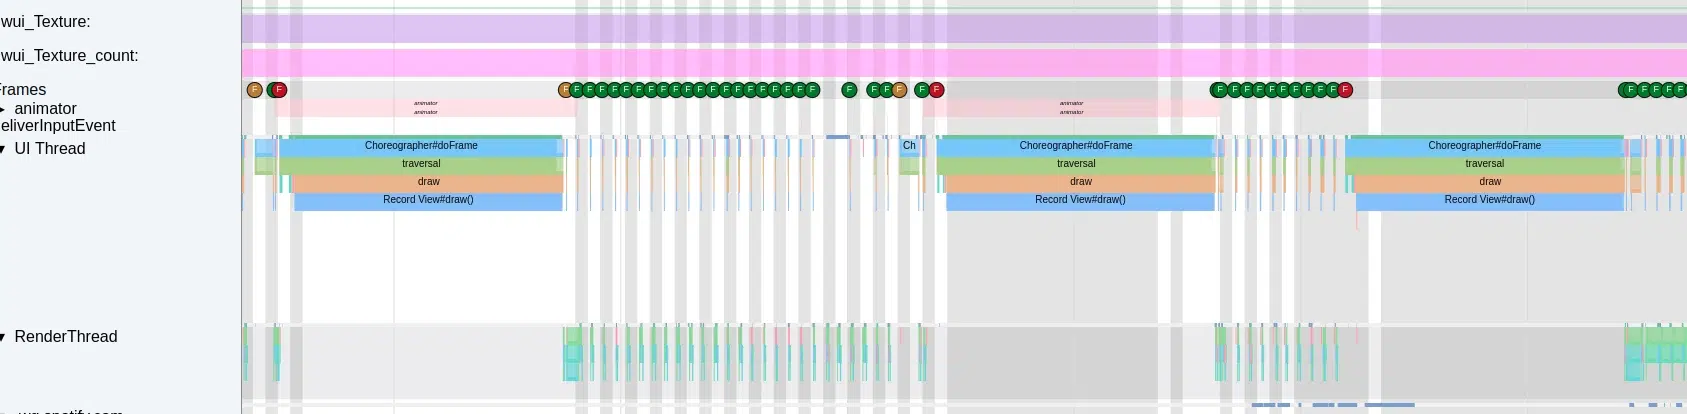 wui_Texture:
wui_Texture_count:
Frames
F F F F F F F F F F F F F F F F F F F F F F F F F F F F F F F F F F F F F F F F F F F F F F F F
animator
animator
animator
animator
animator
eliverInputEvent
UI Thread
Choreographer#doFrame
Ch
Choreographer#doFrame
Choreographer#doFrame
traversal
traversal
traversal
draw
draw
draw
Record View#draw()
Record View#draw()
Record View#draw()
RenderThread